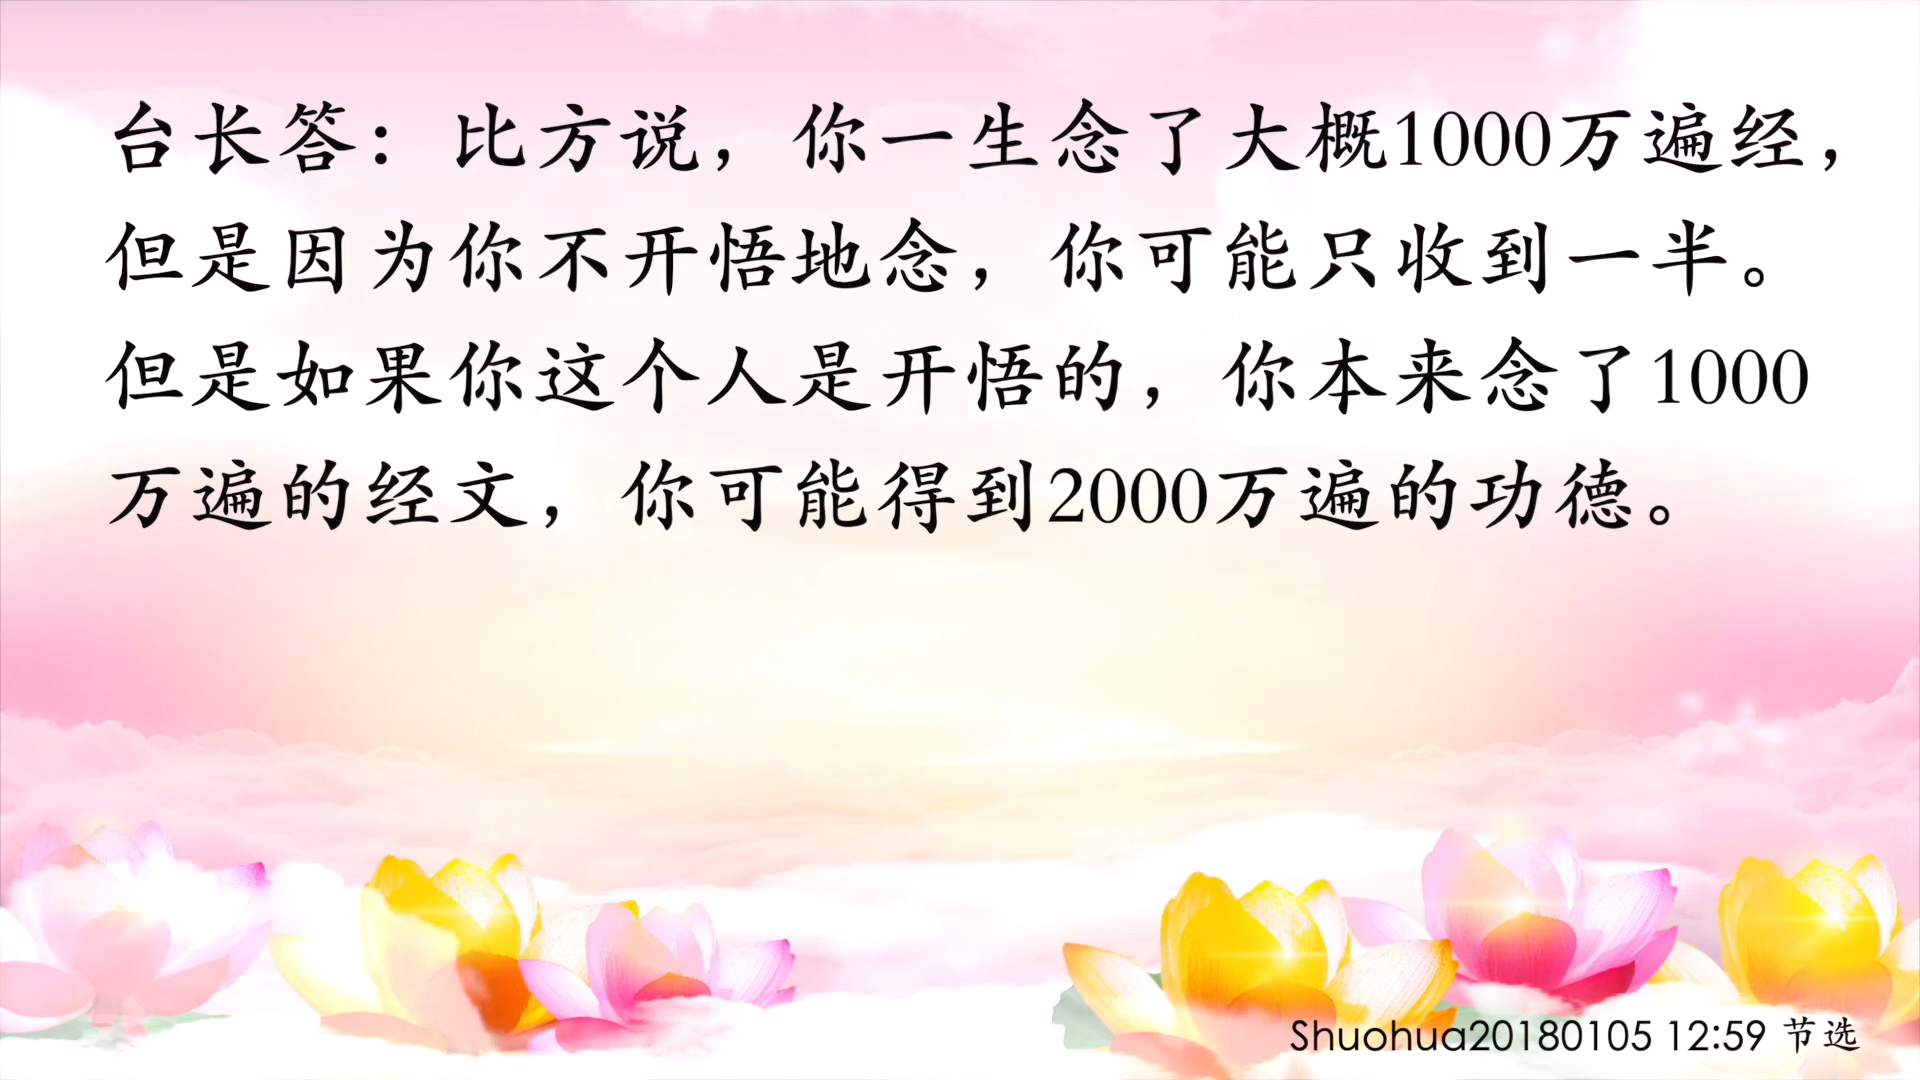 台长答：比方说，你一生念了大概1000万遍经，
但是因为你不开悟地念，你可能只收到一半。
但是如果你这个人是开悟的，你本来念了1000
万遍的经文，你可能得到2000万遍的功德。
Shuohua20180105 12:59 节选